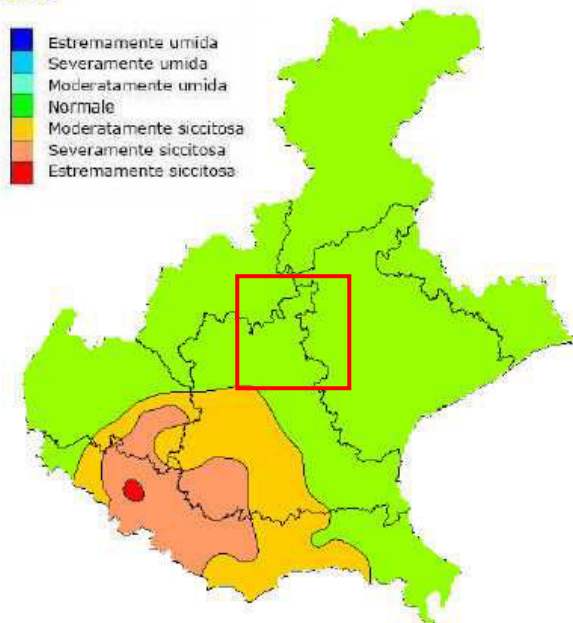 Estremamente umida
Severamente umida
Moderatamente umida
Normale
Moderatamente siccitosa
Severamente siccitosa
Estremamente siccitosa